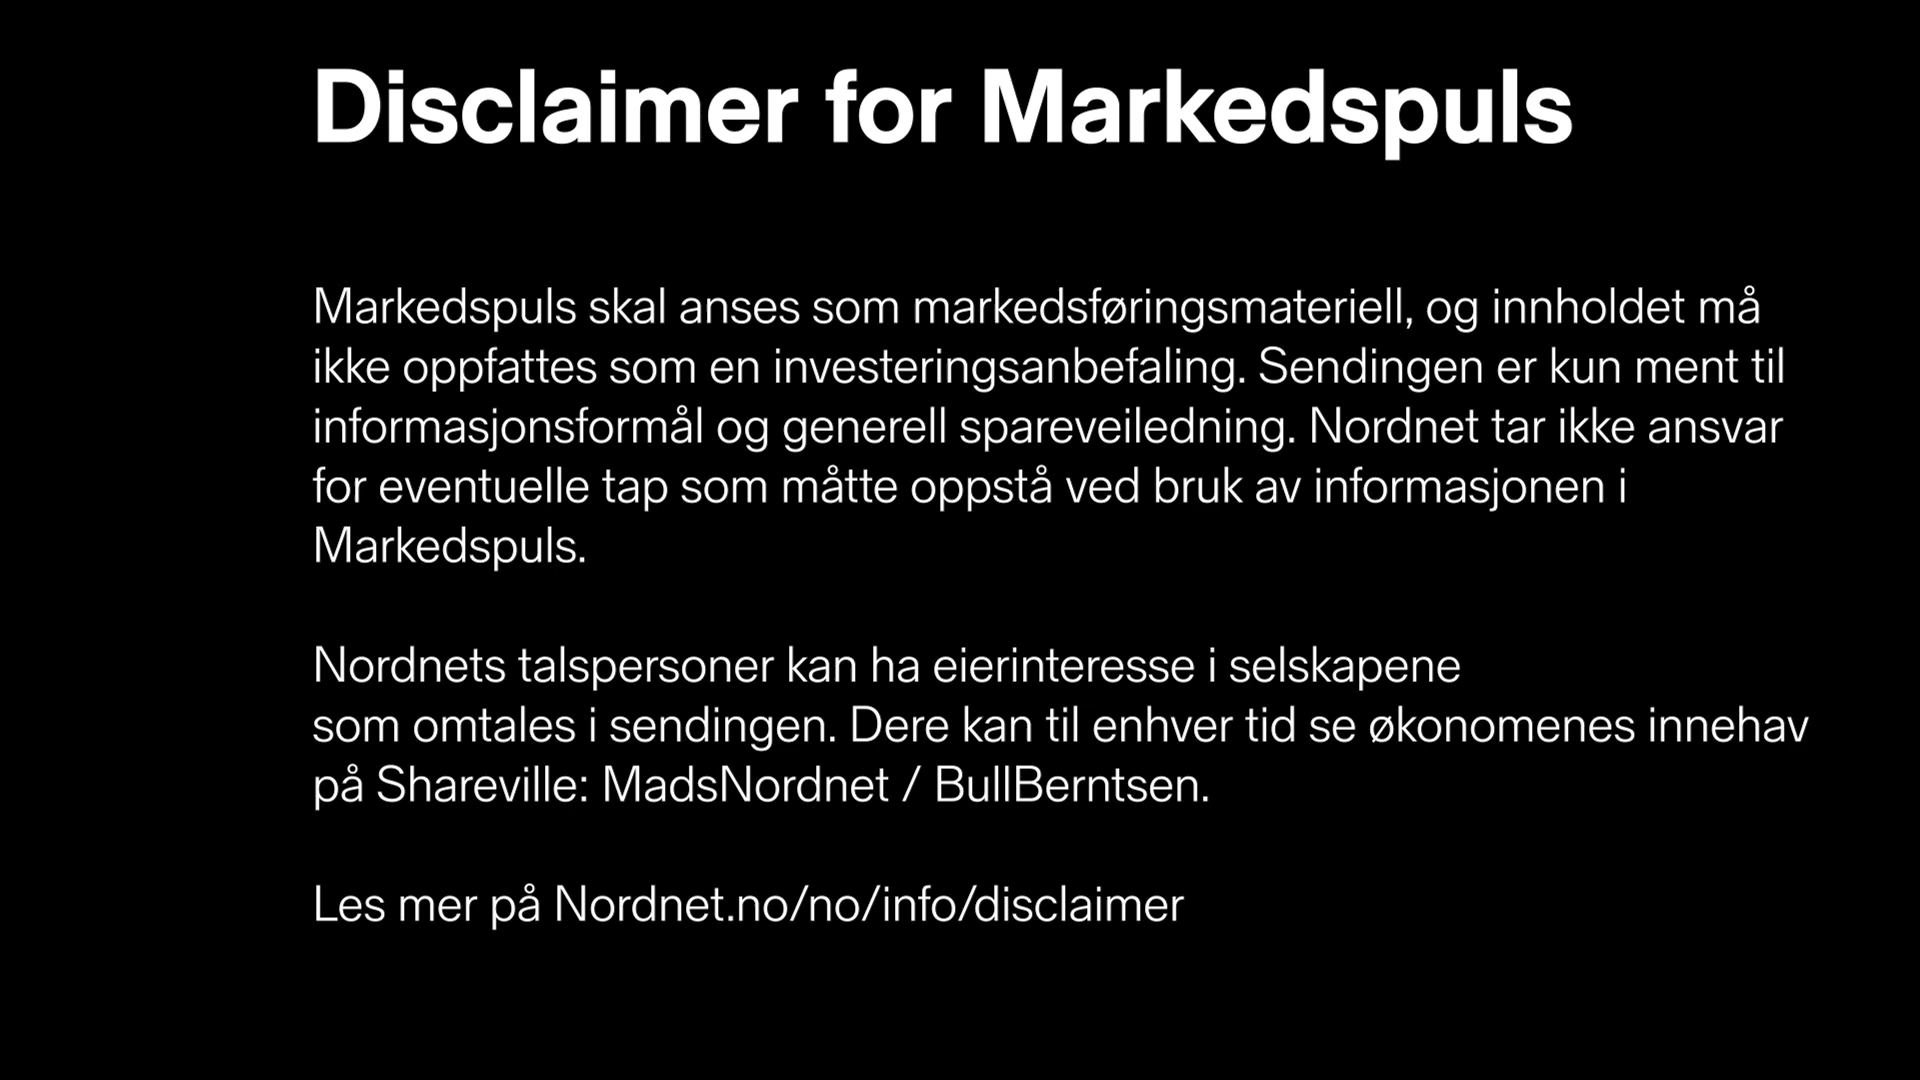 Disclaimer for Markedspuls
Markedspuls skal anses som markedsføringsmateriell, og innholdet må
ikke oppfattes som en investeringsanbefaling. Sendingen er kun ment til
informasjonsformål og generell spareveiledning. Nordnet tar ikke ansvar
for eventuelle tap som måtte oppstå ved bruk av informasjonen i
Markedspuls.
Nordnets talspersoner kan ha eierinteresse i selskapene
som omtales i sendingen. Dere kan til enhver tid se økonomenes innehav
på Shareville: MadsNordnet / BullBerntsen.
Les mer på Nordnet.no/no/info/disclaimer